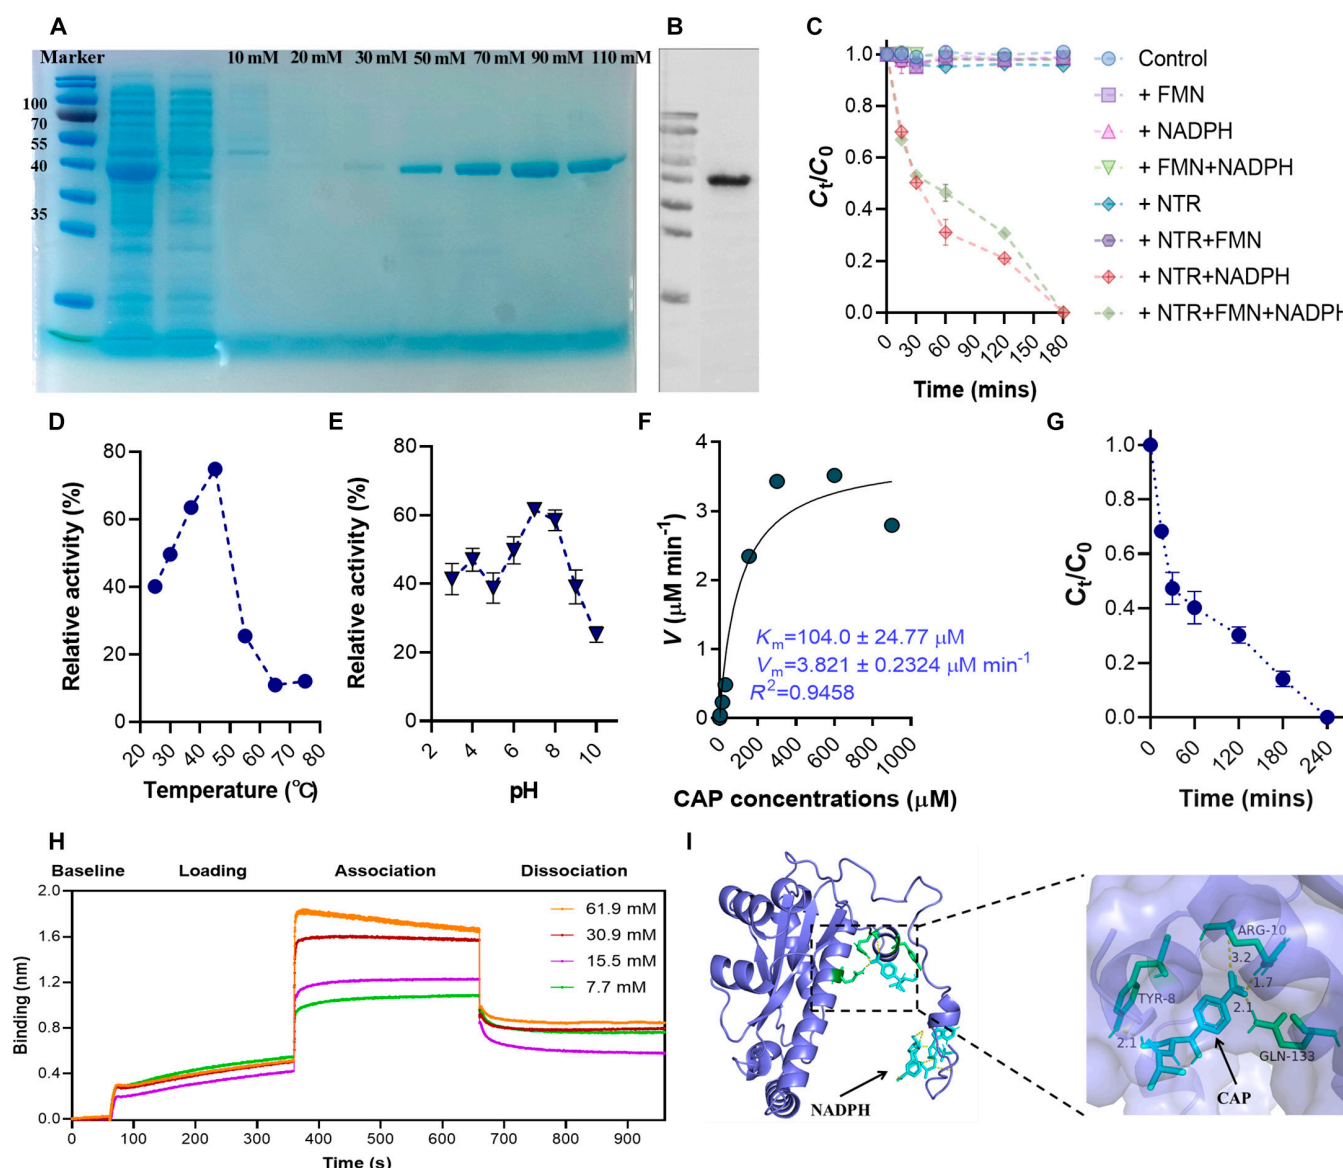 A
Marker
10 mM
20 mM
30 mM
50 mM
70 mM
90 mM
110 mM
100
70
55
40
35
B
C
Ct/C0
1.0
0.8
0.6
0.4
0.2
0.0
0
30
60
90
120
150
180
Time (mins)
Control
+ FMN
+ NADPH
+ FMN+NADPH
+ NTR
+ NTR+FMN
+ NTR+NADPH
+ NTR+FMN+NADPH
D
Relative activity (%)
80
60
40
20
0
20
30
40
50
60
70
80
Temperature (℃)
E
Relative activity (%)
80
60
40
20
0
2
4
6
8
10
pH
F
V (μM min-1)
4
3
2
1
0
0
200
400
600
800
1000
CAP concentrations (μM)
Km=104.0 ± 24.77 μM
Vm=3.821 ± 0.2324 μM min-1
R2=0.9458
G
Ct/C0
1.0
0.8
0.6
0.4
0.2
0.0
0
60
120
180
240
Time (mins)
H
Baseline
Loading
Association
Dissociation
Binding (nm)
2.0
1.6
1.2
0.8
0.4
0.0
0
100
200
300
400
500
600
700
800
900
Time (s)
61.9 mM
30.9 mM
15.5 mM
7.7 mM
I
NADPH
ARG-10
3.2
1.7
TYR-8
2.1
2.1
GLN-133
CAP